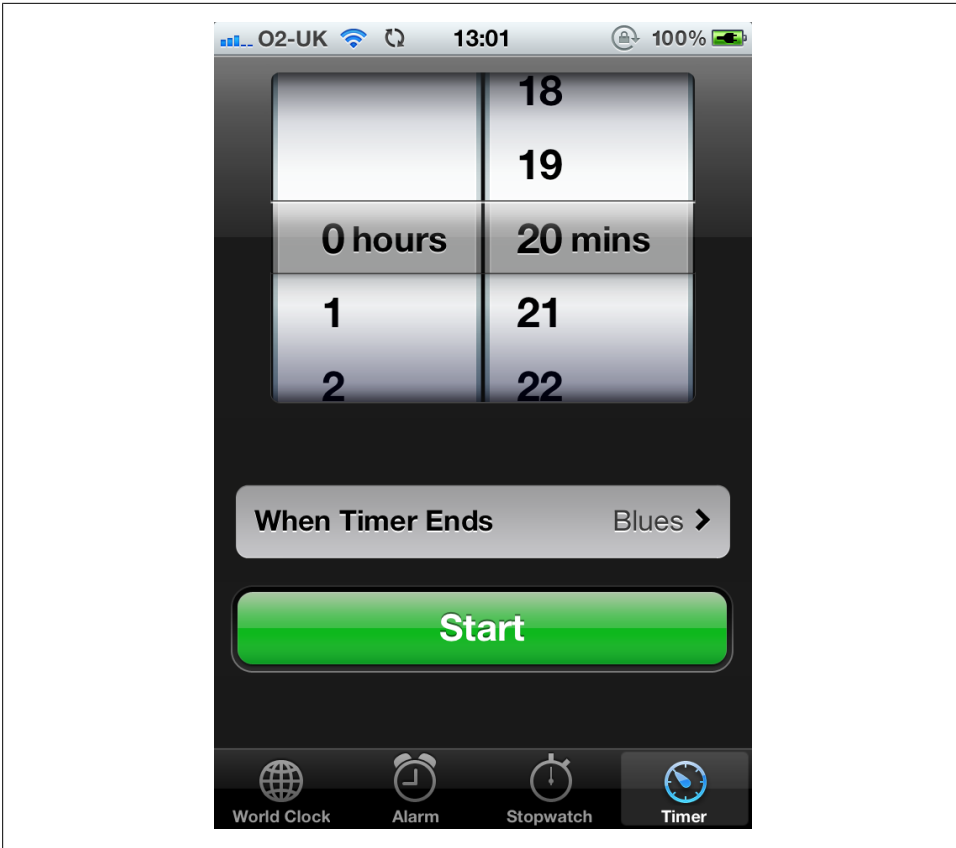 O2-UK 13:01 100%
18
19
0 hours 20 mins
1 21
2 22
When Timer Ends Blues
Start
World Clock Alarm Stopwatch Timer